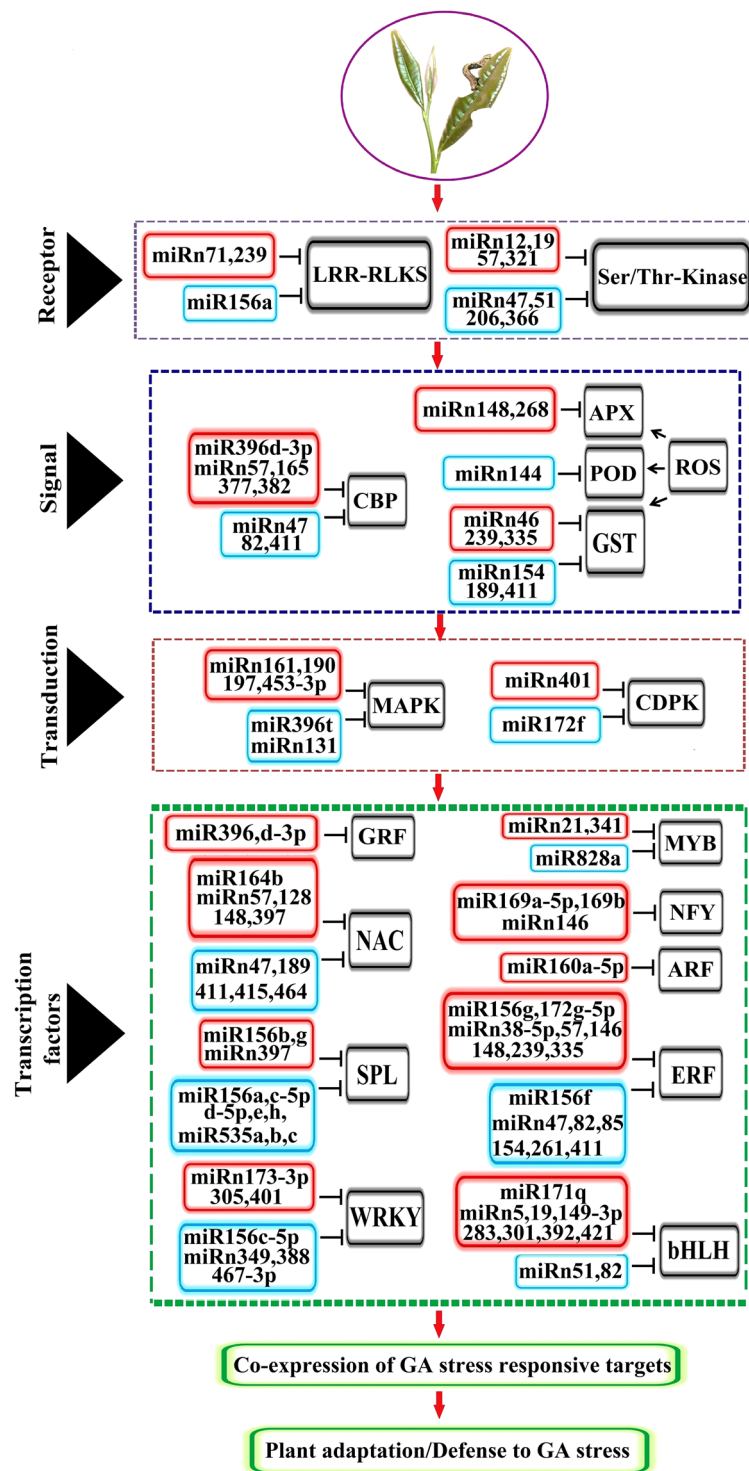 Receptor
miRn71,239
miR156a
LRR-RLKS
miRn12,19
57,321
miRn47,51
206,366
Ser/Thr-Kinase
Signal
miR396d-3p
miRn57,165
377,382
miRn47
82,411
CBP
miRn148,268
APX
miRn144
POD
ROS
miRn46
239,335
miRn154
189,411
GST
Transduction
miRn161,190
197,453-3p
miR396t
miRn131
MAPK
miRn401
miR172f
CDPK
Transcription
factors
miR396,d-3p
GRF
miR164b
miRn57,128
148,397
miRn47,189
411,415,464
NAC
miR156b,g
miRn397
miR156a,c-5p
d-5p,e,h,
miR535a,b,c
SPL
miRn173-3p
305,401
miR156c-5p
miRn349,388
467-3p
WRKY
miRn21,341
miR828a
MYB
miR169a-5p,169b
miRn146
NFY
miR160a-5p
ARF
miR156g,172g-5p
miRn38-5p,57,146
148,239,335
miR156f
miRn47,82,85
154,261,411
ERF
miR171q
miRn5,19,149-3p
283,301,392,421
miRn51,82
bHLH
Co-expression of GA stress responsive targets
Plant adaptation/Defense to GA stress